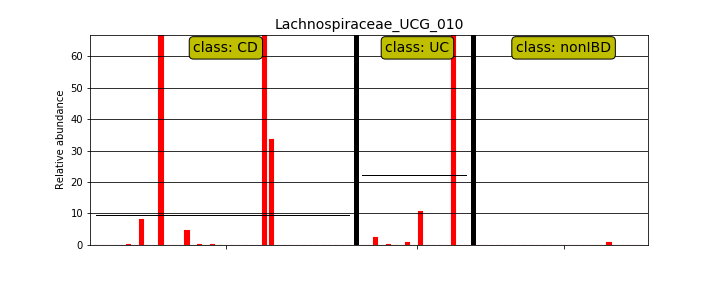 Lachnospiraceae_UCG_010
class: CD
class: UC
class: nonIBD
Relative abundance
60
50
40
30
20
10
0